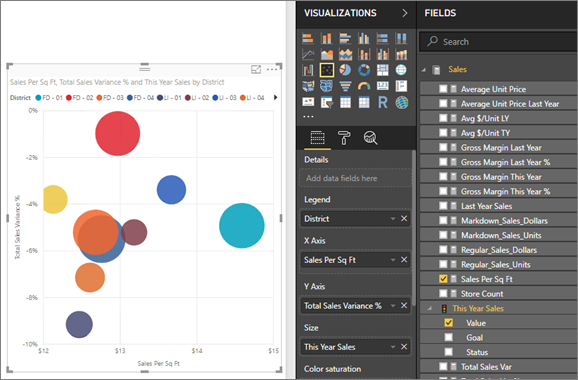 Sales Per Sq Ft, Total Sales Variance % and This Year Sales by District
District FD - 01 FD - 02 FD - 03 FD - 04 LI - 01 LI - 02 LI - 03 LI - 04
0%
-2%
-4%
-6%
-8%
-10%
Total Sales Variance %
$12 $13 $14 $15
Sales Per Sq Ft
VISUALIZATIONS
R
Details
Add data fields here
Legend
District
X Axis
Sales Per Sq Ft
Y Axis
Total Sales Variance %
Size
This Year Sales
Color saturation
FIELDS
Search
Sales
Average Unit Price
Average Unit Price Last Year
Avg $/Unit LY
Avg $/Unit TY
Gross Margin Last Year
Gross Margin Last Year %
Gross Margin This Year
Gross Margin This Year %
Last Year Sales
Markdown_Sales_Dollars
Markdown_Sales_Units
Regular_Sales_Dollars
Regular_Sales_Units
Sales Per Sq Ft
Store Count
This Year Sales
Value
Goal
Status
Total Sales Var